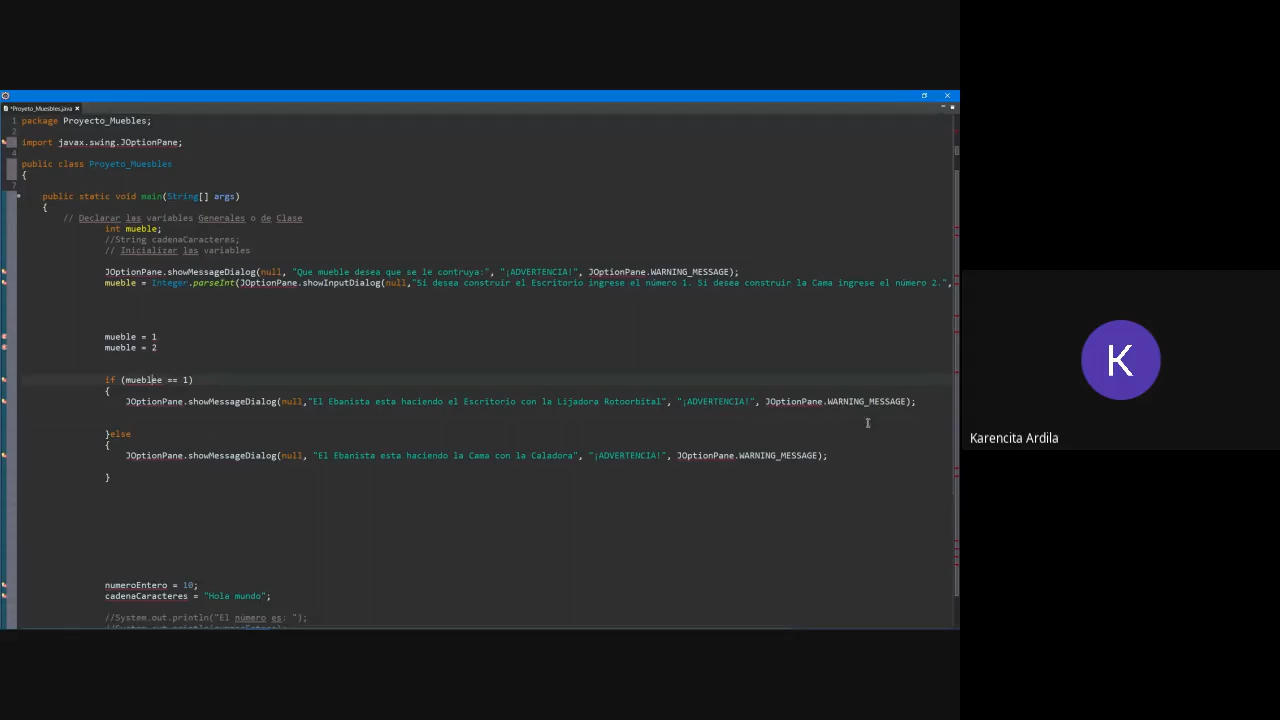 *Proyeto_Muesbles.java
1 package Proyecto_Muebles;
2
import javax.swing.JOptionPane;
4
public class Proyeto_Muesbles
{
7
public static void main(String[] args)
{
// Declarar las variables Generales o de Clase
int mueble;
//String cadenaCaracteres;
// Inicializar las variables
JOptionPane.showMessageDialog(null, "Que mueble desea que se le contruya:", "¡ADVERTENCIA!", JOptionPane.WARNING_MESSAGE);
mueble = Integer.parseInt(JOptionPane.showInputDialog(null,"Si desea construir el Escritorio ingrese el número 1. Si desea construir la Cama ingrese el número 2.",
mueble = 1
mueble = 2
if (mueblee == 1)
{
JOptionPane.showMessageDialog(null,"El Ebanista esta haciendo el Escritorio con la Lijadora Rotoorbital", "¡ADVERTENCIA!", JOptionPane.WARNING_MESSAGE);
}else
{
JOptionPane.showMessageDialog(null, "El Ebanista esta haciendo la Cama con la Caladora", "¡ADVERTENCIA!", JOptionPane.WARNING_MESSAGE);
}
numeroEntero = 10;
cadenaCaracteres = "Hola mundo";
//System.out.println("El número es: ");
K
Karencita Ardila